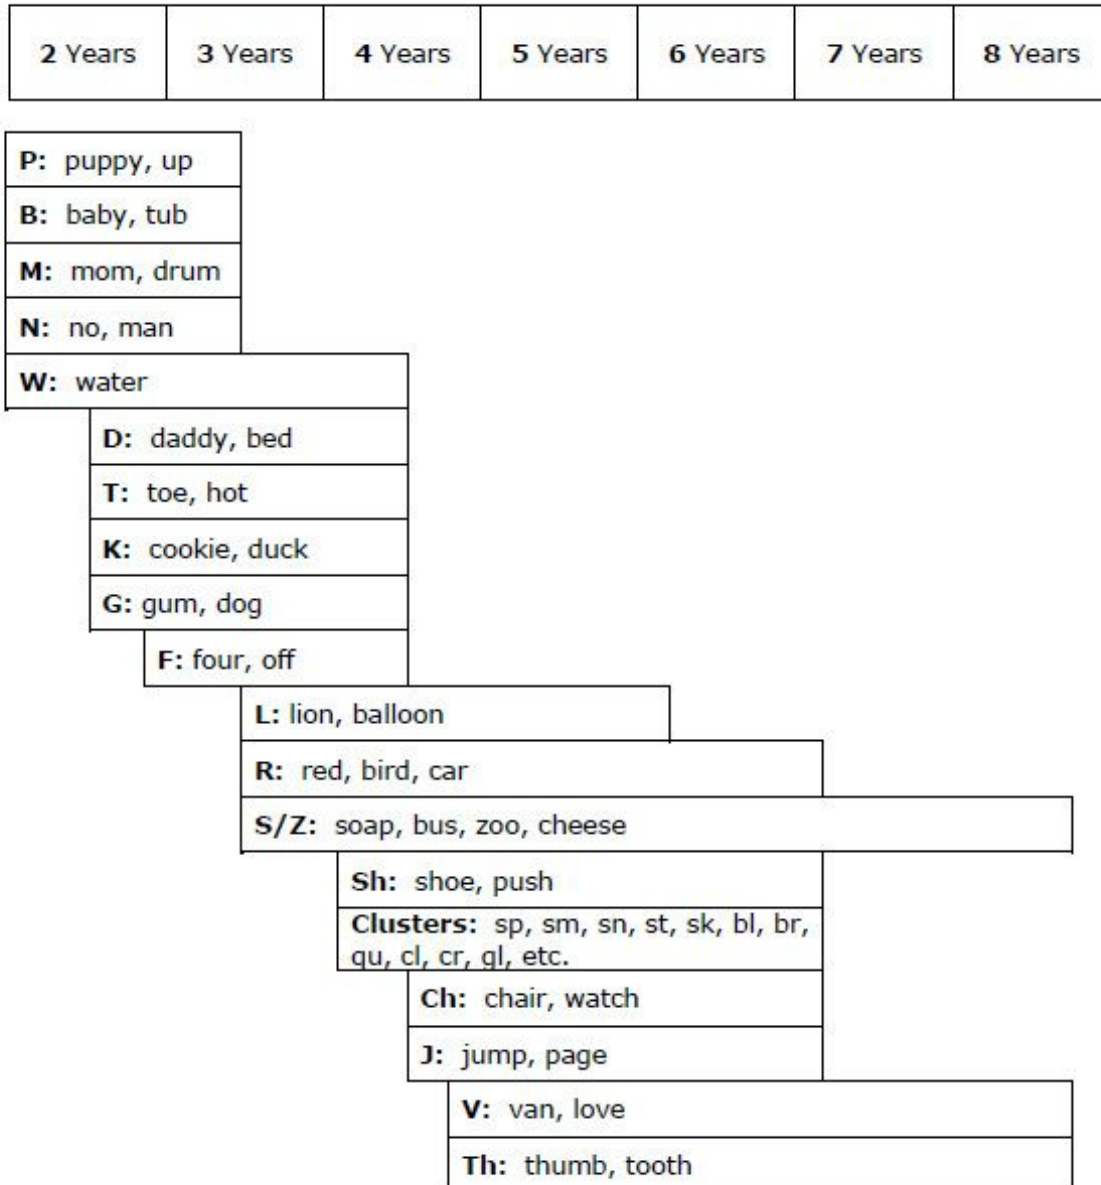 2 Years 3 Years 4 Years 5 Years 6 Years 7 Years 8 Years
P: puppy, up
B: baby, tub
M: mom, drum
N: no, man
W: water
D: daddy, bed
T: toe, hot
K: cookie, duck
G: gum, dog
F: four, off
L: lion, balloon
R: red, bird, car
S/Z: soap, bus, zoo, cheese
Sh: shoe, push
Clusters: sp, sm, sn, st, sk, bl, br,
qu, cl, cr, gl, etc.
Ch: chair, watch
J: jump, page
V: van, love
Th: thumb, tooth